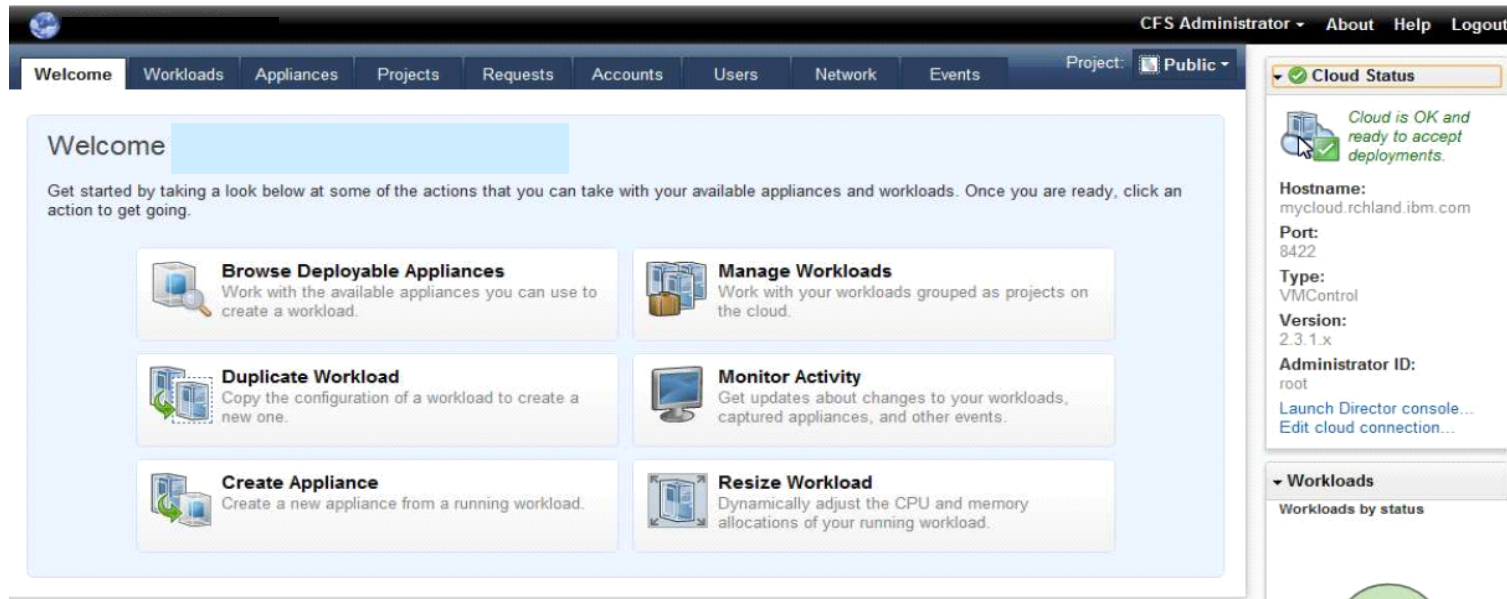 CFS Administrator About Help Logout
Welcome Workloads Appliances Projects Requests Accounts Users Network Events Project: Public
Welcome
Get started by taking a look below at some of the actions that you can take with your available appliances and workloads. Once you are ready, click an
action to get going.
Browse Deployable Appliances
Work with the available appliances you can use to
create a workload.
Manage Workloads
Work with your workloads grouped as projects on
the cloud.
Duplicate Workload
Copy the configuration of a workload to create a
new one.
Monitor Activity
Get updates about changes to your workloads,
captured appliances, and other events.
Create Appliance
Create a new appliance from a running workload.
Resize Workload
Dynamically adjust the CPU and memory
allocations of your running workload.
Cloud Status
Cloud is OK and
ready to accept
deployments.
Hostname:
mycloud.rchland.ibm.com
Port:
8422
Type:
VMControl
Version:
2.3.1.x
Administrator ID:
root
Launch Director console...
Edit cloud connection...
Workloads
Workloads by status